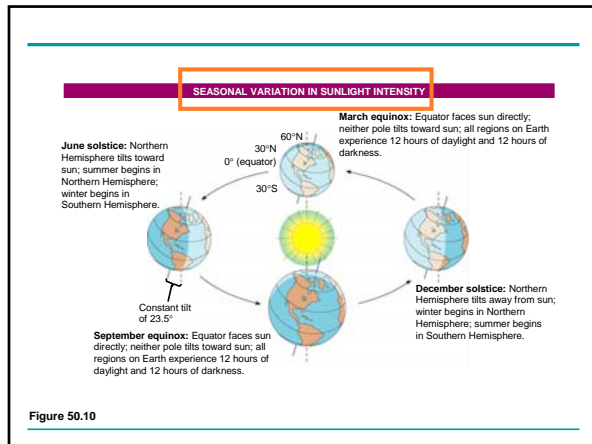 SEASONAL VARIATION IN SUNLIGHT INTENSITY
March equinox: Equator faces sun directly;
neither pole tilts toward sun; all regions on Earth
experience 12 hours of daylight and 12 hours of
darkness.
60°N
30°N
0° (equator)
30°S
June solstice: Northern
Hemisphere tilts toward
sun; summer begins in
Northern Hemisphere;
winter begins in
Southern Hemisphere.
Constant tilt
of 23.5°
December solstice: Northern
Hemisphere tilts away from sun;
winter begins in Northern
Hemisphere; summer begins
in Southern Hemisphere.
September equinox: Equator faces sun
directly; neither pole tilts toward sun; all
regions on Earth experience 12 hours of
daylight and 12 hours of darkness.
Figure 50.10